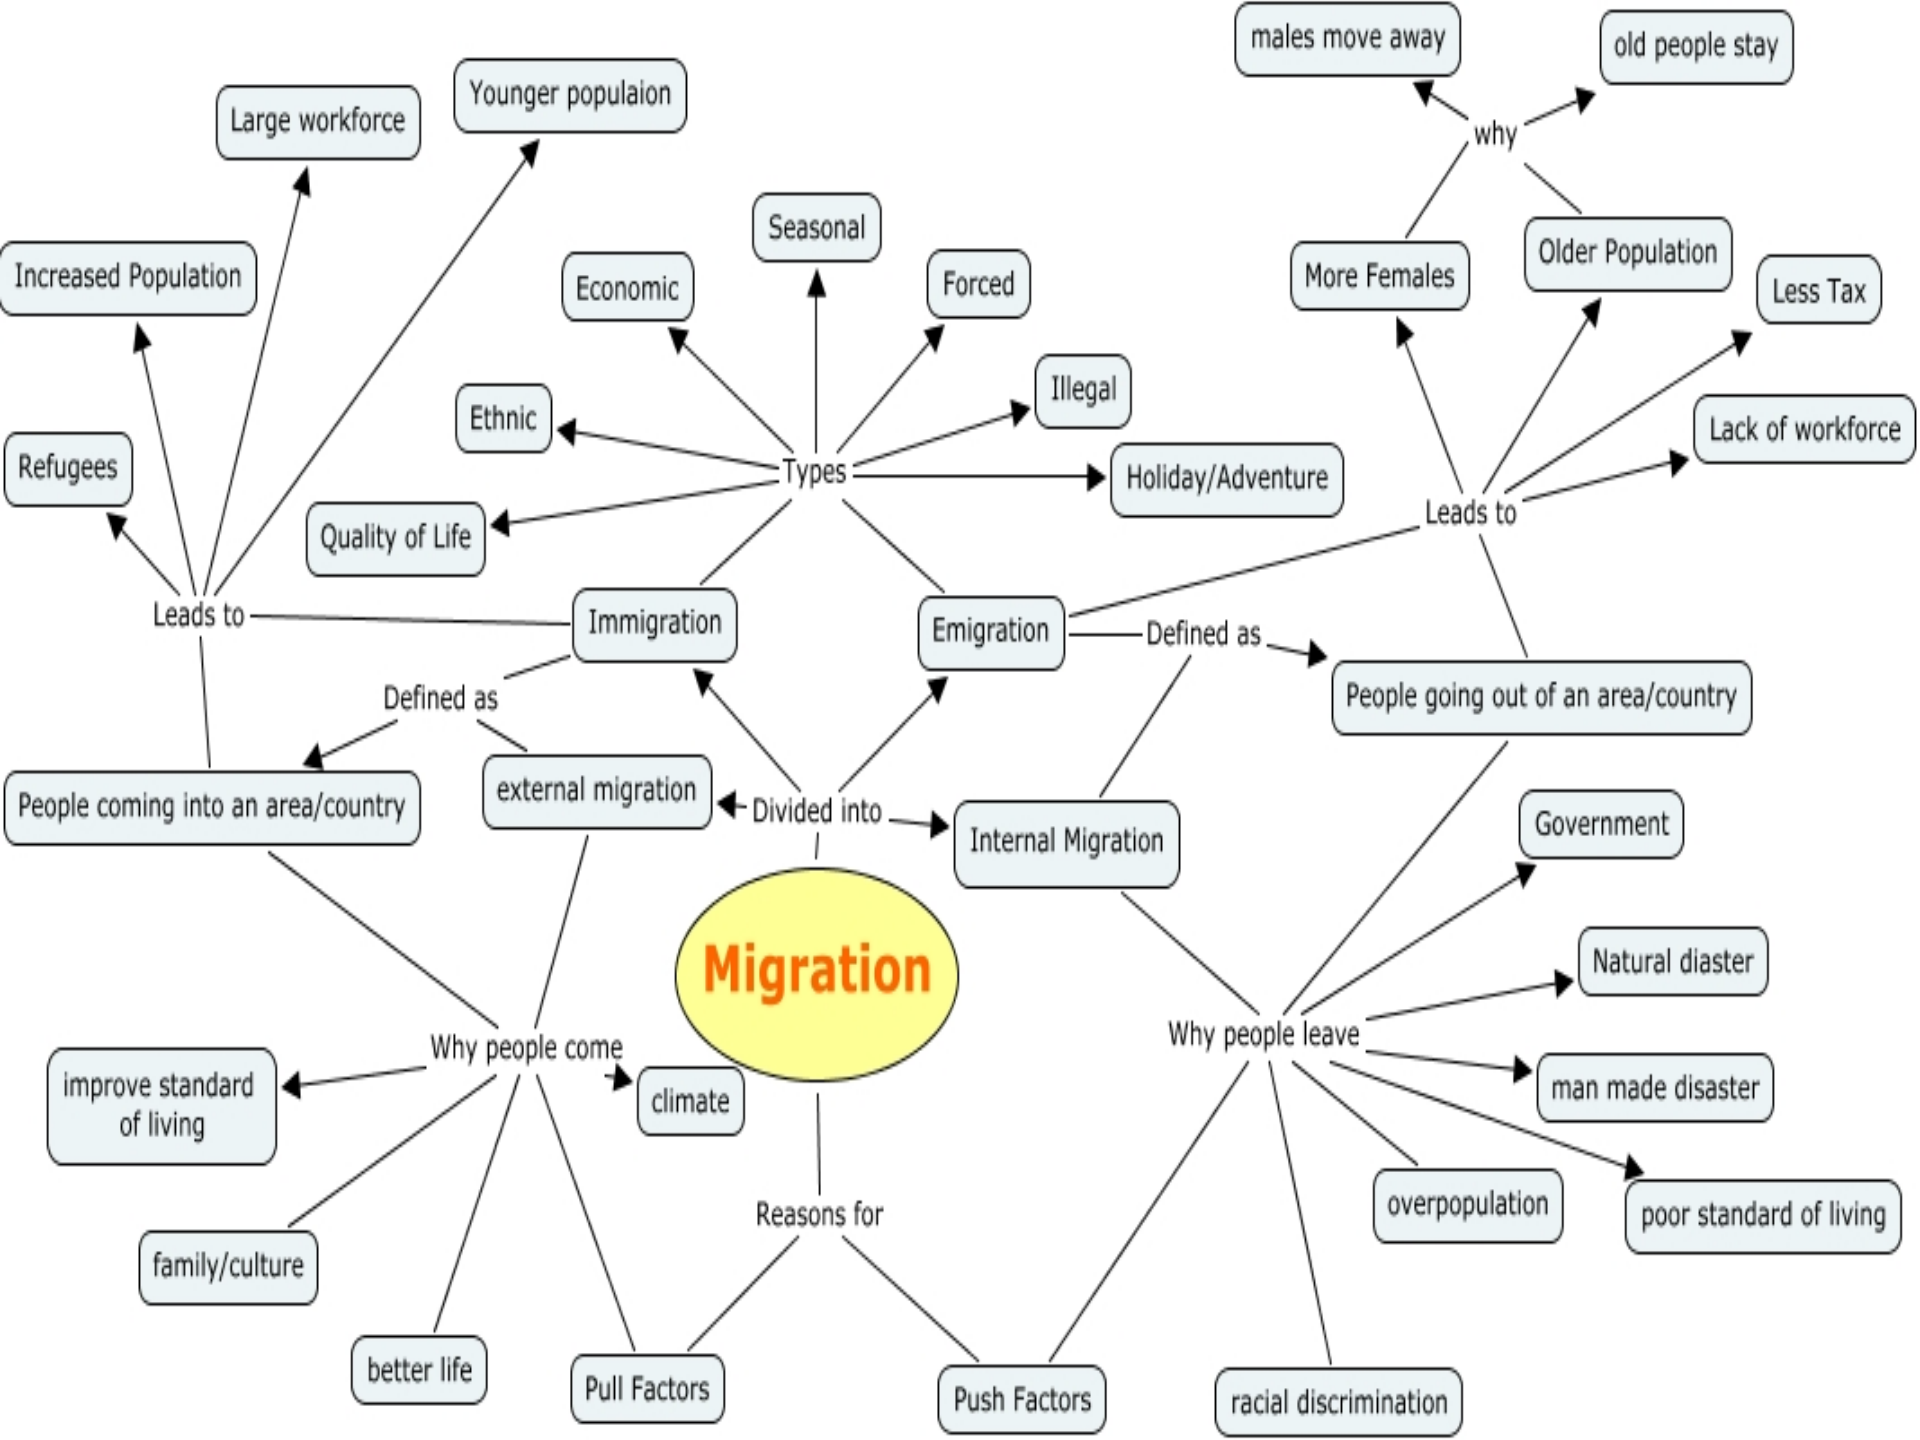 males move away
old people stay
Younger populaion
Large workforce
why
Seasonal
Older Population
Increased Population
More Females
Economic
Forced
Less Tax
Illegal
Ethnic
Lack of workforce
Refugees
Types
Holiday/Adventure
Leads to
Quality of Life
Leads to
Immigration
Emigration
Defined as
Defined as
People going out of an area/country
external migration
People coming into an area/country
Divided into
Internal Migration
Government
Natural diaster
Migration
Why people come
Why people leave
improve standard
of living
climate
man made disaster
overpopulation
poor standard of living
Reasons for
family/culture
better life
Pull Factors
Push Factors
racial discrimination